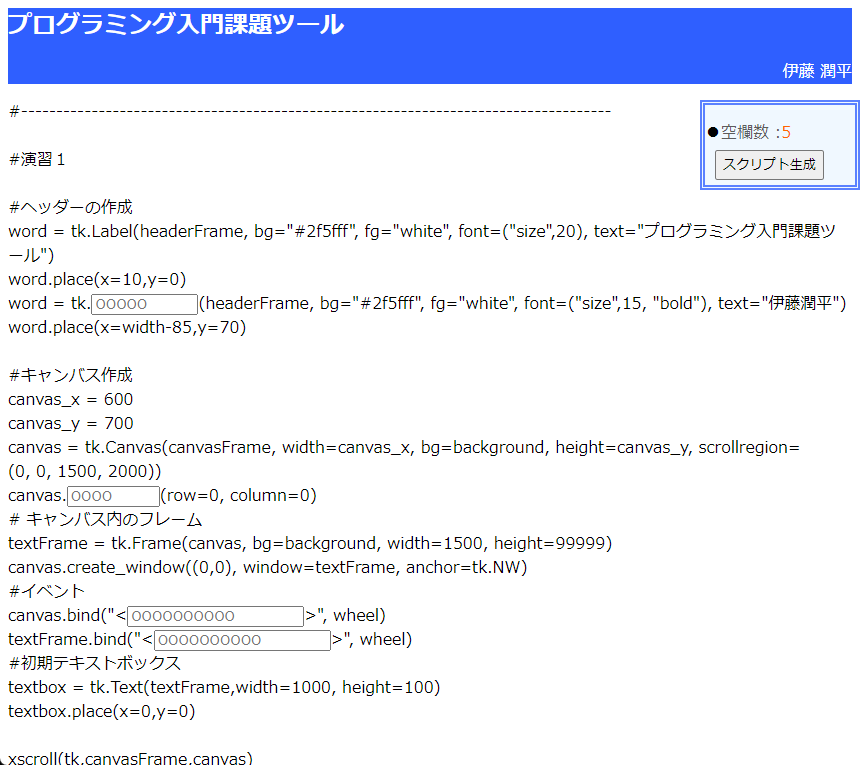 プログラミング入門課題ツール
伊藤 潤平
#------------------------------------------------------------------------------------
●空欄数 :5
スクリプト生成
#演習１
#ヘッダーの作成
word = tk.Label(headerFrame, bg="#2f5fff", fg="white", font=("size",20), text="プログラミング入門課題ツ
ール")
word.place(x=10,y=0)
word = tk.OOOOO(headerFrame, bg="#2f5fff", fg="white", font=("size",15, "bold"), text="伊藤潤平")
word.place(x=width-85,y=70)
#キャンバス作成
canvas_x = 600
canvas_y = 700
canvas = tk.Canvas(canvasFrame, width=canvas_x, bg=background, height=canvas_y, scrollregion=
(0, 0, 1500, 2000))
canvas.OOOO(row=0, column=0)
# キャンバス内のフレーム
textFrame = tk.Frame(canvas, bg=background, width=1500, height=99999)
canvas.create_window((0,0), window=textFrame, anchor=tk.NW)
#イベント
canvas.bind("<OOOOOOOOOO>", wheel)
textFrame.bind("<OOOOOOOOOO>", wheel)
#初期テキストボックス
textbox = tk.Text(textFrame,width=1000, height=100)
textbox.place(x=0,y=0)
xscroll(tk,canvasFrame,canvas)